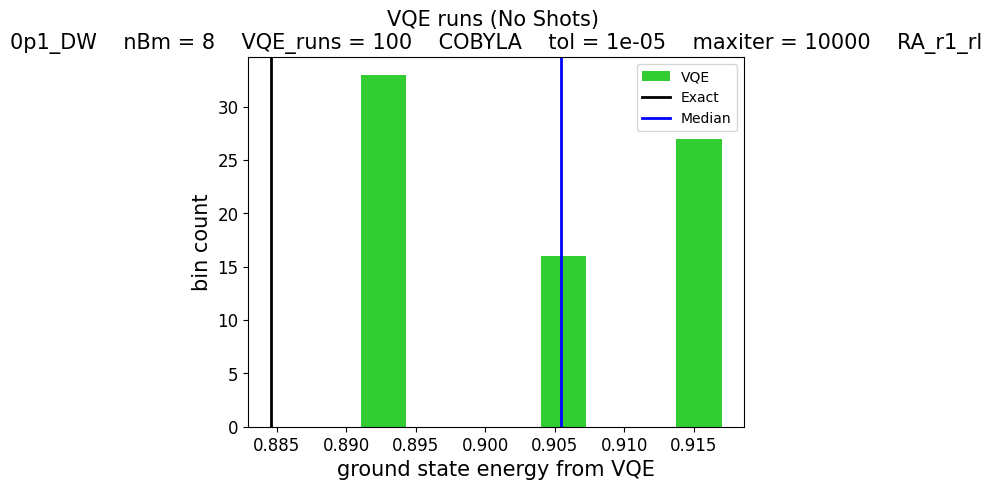 VQE runs (No Shots)
0p1_DW nBm = 8 VQE_runs = 100 COBYLA tol = 1e-05 maxiter = 10000 RA_r1_rl
VQE
Exact
Median
bin count
30
25
20
15
10
5
0
0.885 0.890 0.895 0.900 0.905 0.910 0.915
ground state energy from VQE